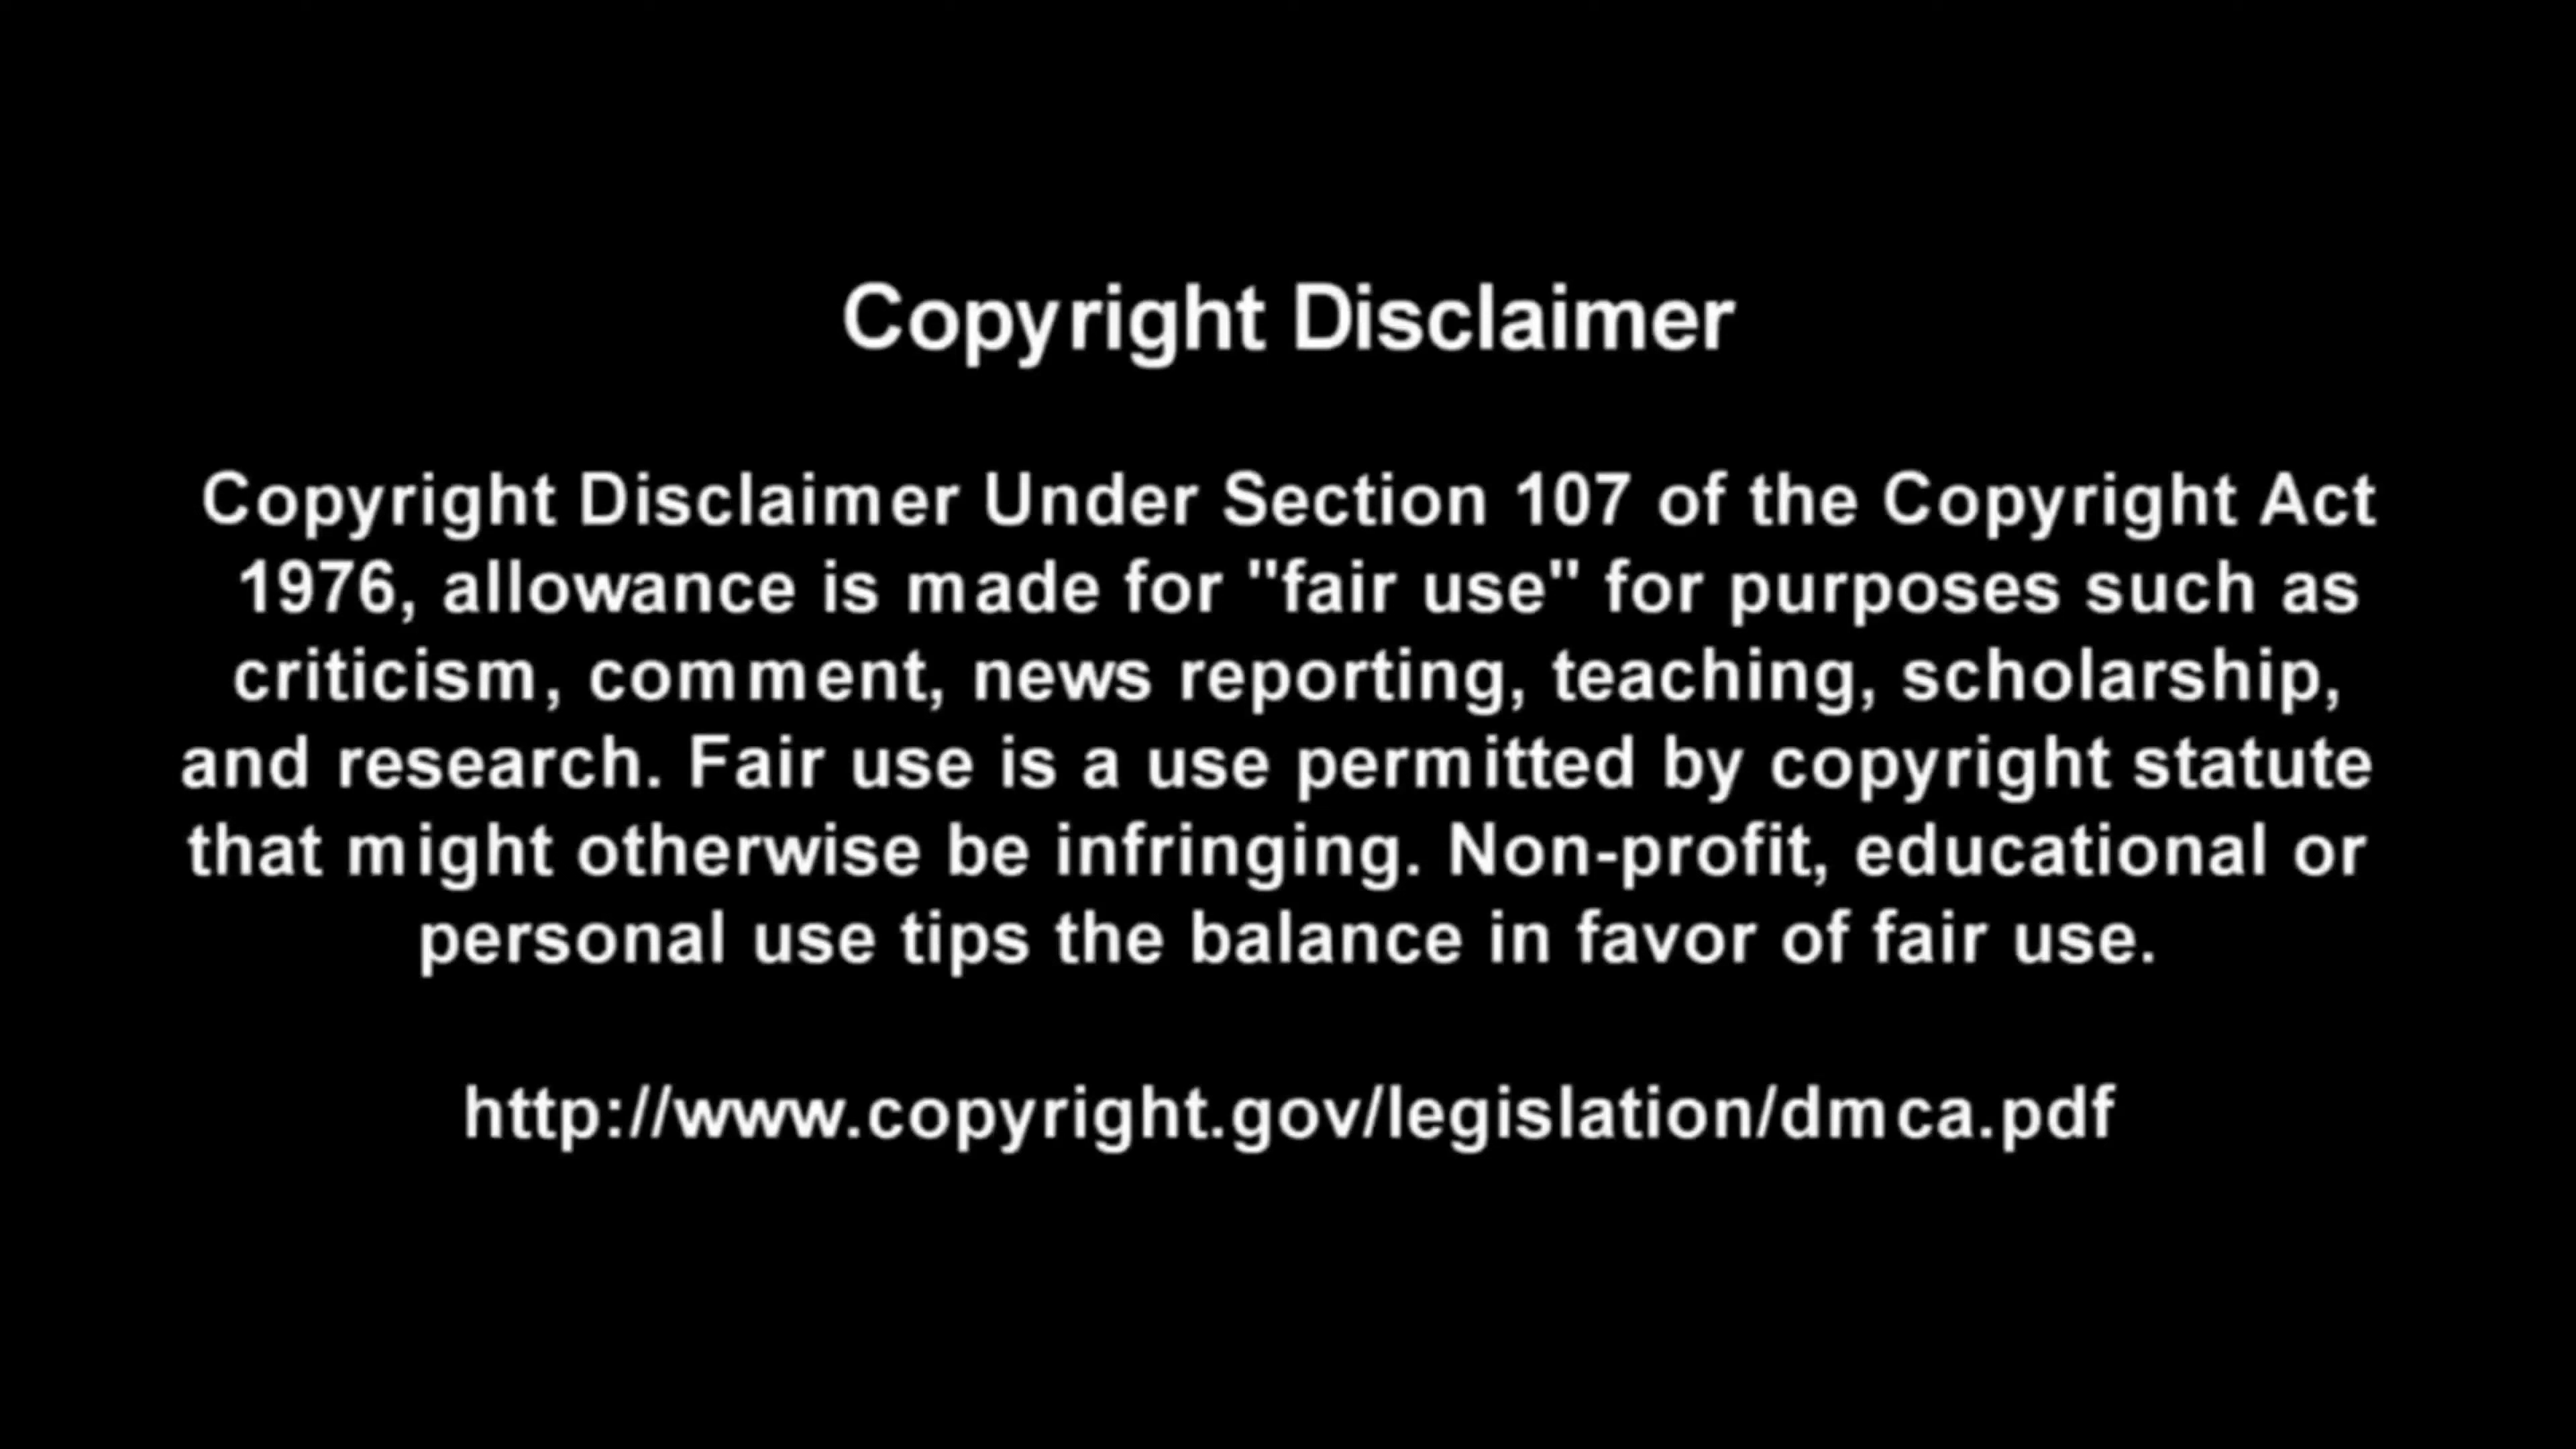 Copyright Disclaimer
Copyright Disclaimer Under Section 107 of the Copyright Act
1976, allowance is made for "fair use" for purposes such as
criticism, comment, news reporting, teaching, scholarship,
and research. Fair use is a use permitted by copyright statute
that might otherwise be infringing. Non-profit, educational or
personal use tips the balance in favor of fair use.
http://www.copyright.gov/legislation/dmca.pdf